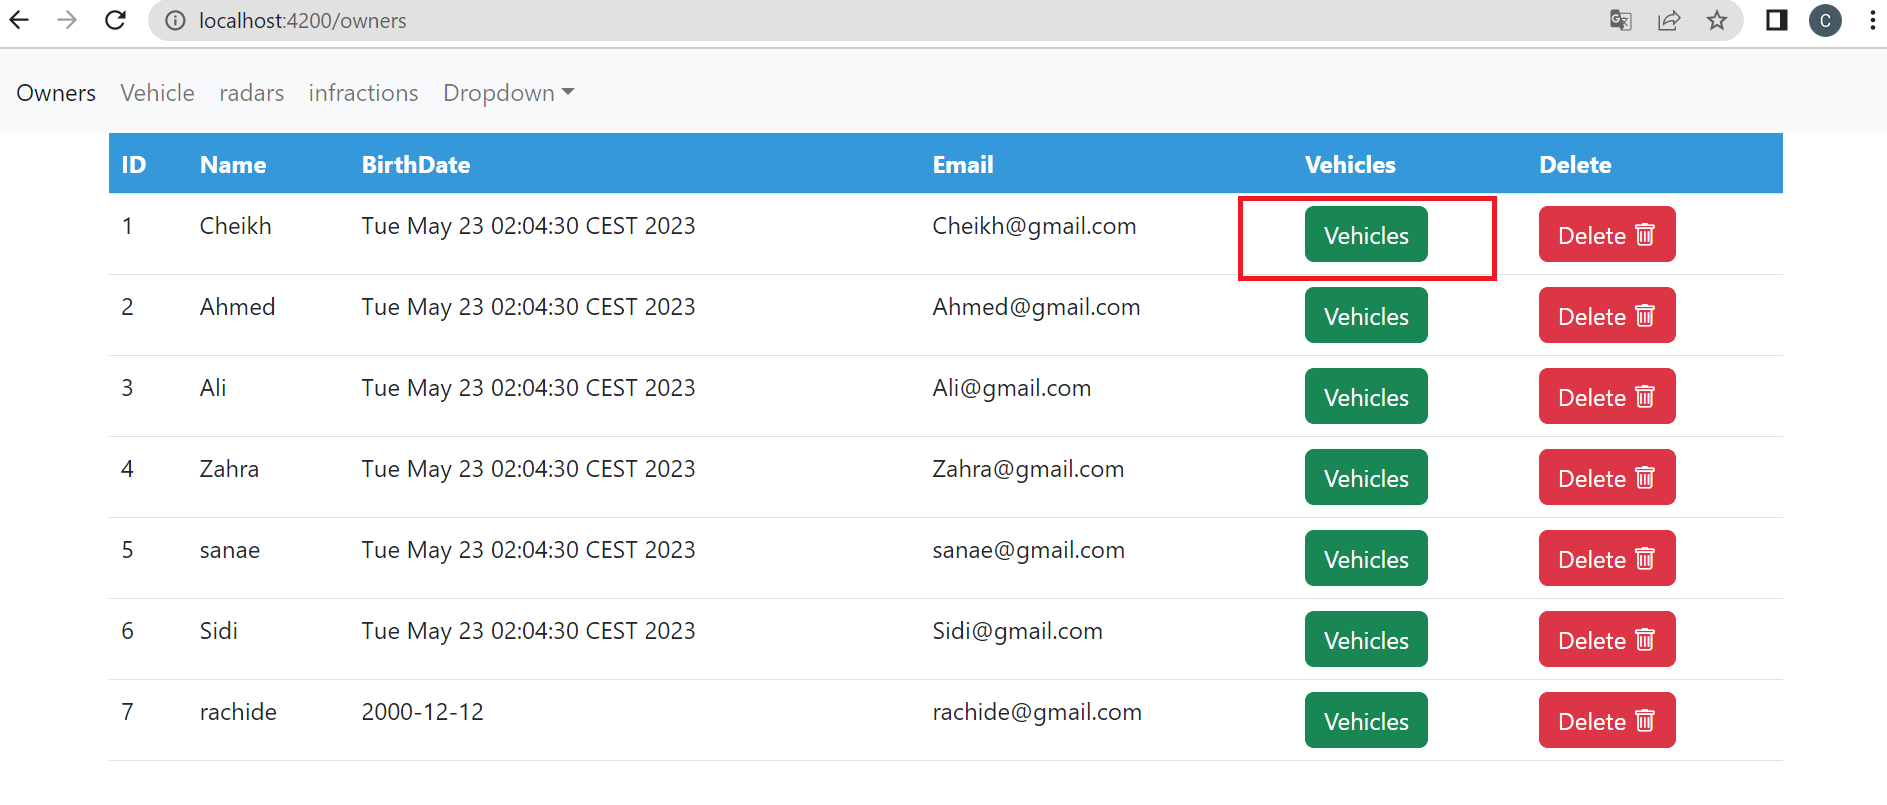 localhost:4200/owners
C
Owners Vehicle radars infractions Dropdown
ID Name BirthDate Email Vehicles Delete
1 Cheikh Tue May 23 02:04:30 CEST 2023 Cheikh@gmail.com Vehicles Delete
2 Ahmed Tue May 23 02:04:30 CEST 2023 Ahmed@gmail.com Vehicles Delete
3 Ali Tue May 23 02:04:30 CEST 2023 Ali@gmail.com Vehicles Delete
4 Zahra Tue May 23 02:04:30 CEST 2023 Zahra@gmail.com Vehicles Delete
5 sanae Tue May 23 02:04:30 CEST 2023 sanae@gmail.com Vehicles Delete
6 Sidi Tue May 23 02:04:30 CEST 2023 Sidi@gmail.com Vehicles Delete
7 rachide 2000-12-12 rachide@gmail.com Vehicles Delete